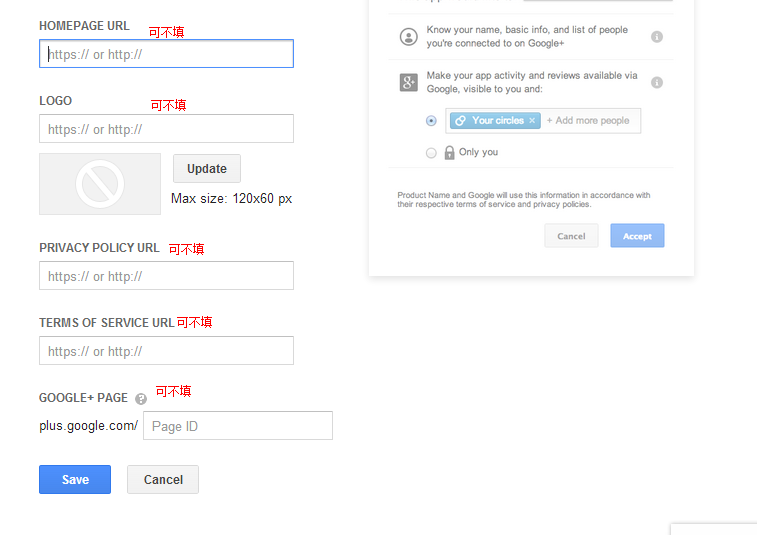 HOMEPAGE URL 可不填
https:// or http://
LOGO 可不填
https:// or http://
Update
Max size: 120x60 px
PRIVACY POLICY URL 可不填
https:// or http://
TERMS OF SERVICE URL 可不填
https:// or http://
GOOGLE+ PAGE ? 可不填
plus.google.com/ Page ID
Save Cancel
Know your name, basic info, and list of people
you're connected to on Google+
Make your app activity and reviews available via
Google, visible to you and:
Your circles × + Add more people
Only you
Product Name and Google will use this information in accordance with
their respective terms of service and privacy policies.
Cancel Accept